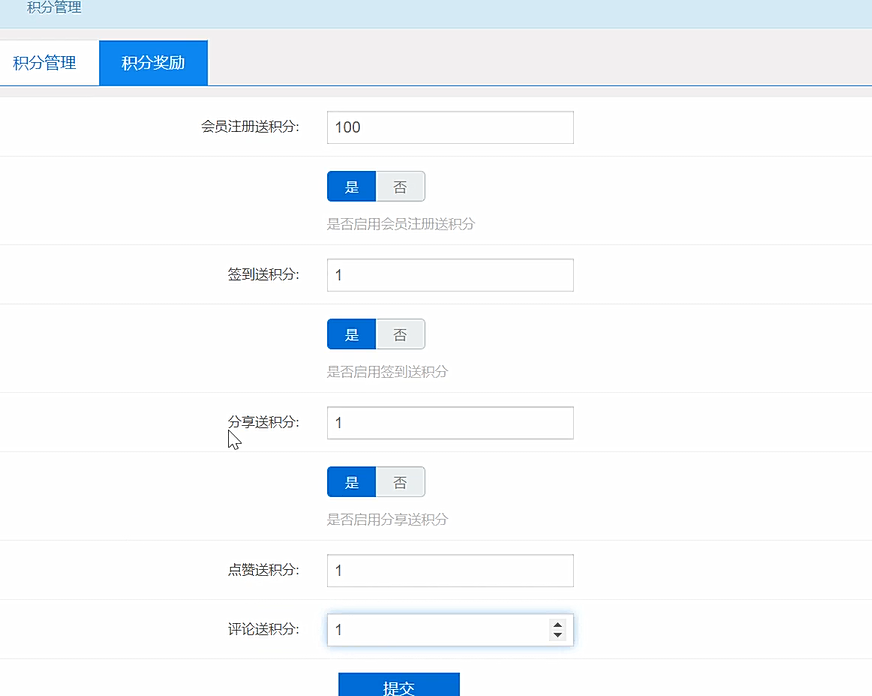 积分管理
积分管理 积分奖励
会员注册送积分: 100
是 否
是否启用会员注册送积分
签到送积分: 1
是 否
是否启用签到送积分
分享送积分: 1
是 否
是否启用分享送积分
点赞送积分: 1
评论送积分: 1
提交